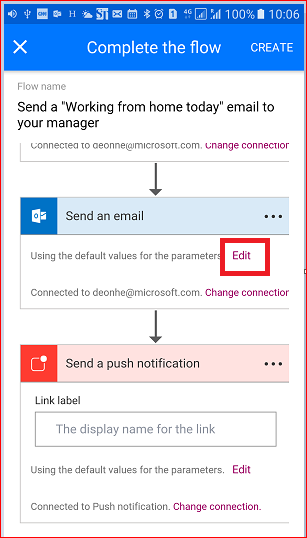 100% 10:06
Complete the flow CREATE
Flow name
Send a "Working from home today" email to
your manager
Connected to deonhe@microsoft.com. Change connection
Send an email
Using the default values for the parameters Edit
Connected to deonhe@microsoft.com. Change connection
Send a push notification
Link label
The display name for the link
Using the default values for the parameters. Edit
Connected to Push notification. Change connection.